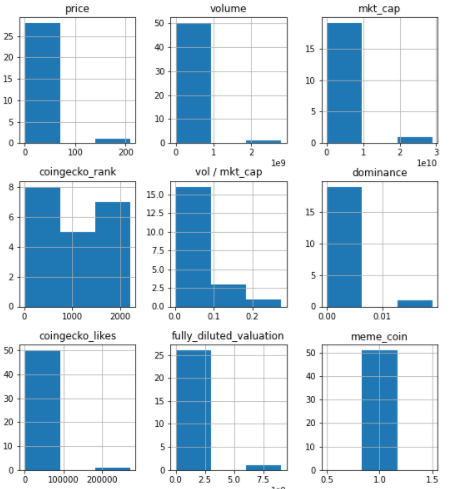 price
volume
mkt_cap
25
20
15
10
5
0
0 100 200
50
40
30
20
10
0
0 1 2
1e9
15
10
5
0
0 1 2 3
1e10
coingecko_rank
vol / mkt_cap
dominance
8
6
4
2
0
0 1000 2000
15.0
12.5
10.0
7.5
5.0
2.5
0.0
0.0 0.1 0.2
15
10
5
0
0.00 0.01
coingecko_likes
fully_diluted_valuation
meme_coin
50
40
30
20
10
0
0 100000 200000
25
20
15
10
5
0
0.0 2.5 5.0 7.5
50
40
30
20
10
0
0.5 1.0 1.5